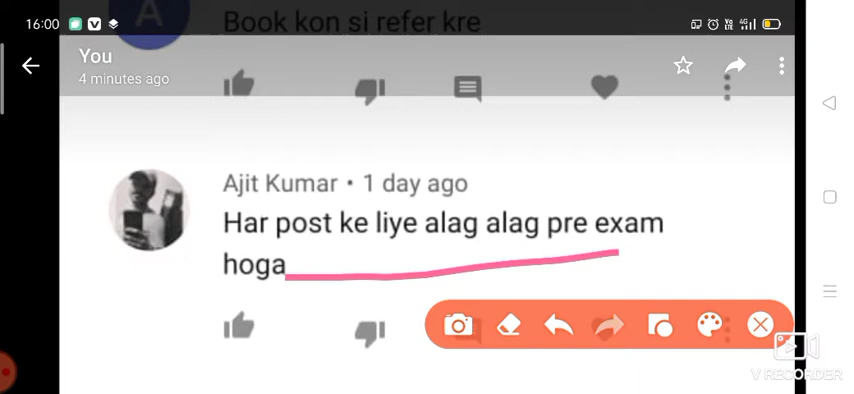 16:00
Book kon si refer kre
You
4 minutes ago
Ajit Kumar • 1 day ago
Har post ke liye alag alag pre exam
hoga
V RECORDER